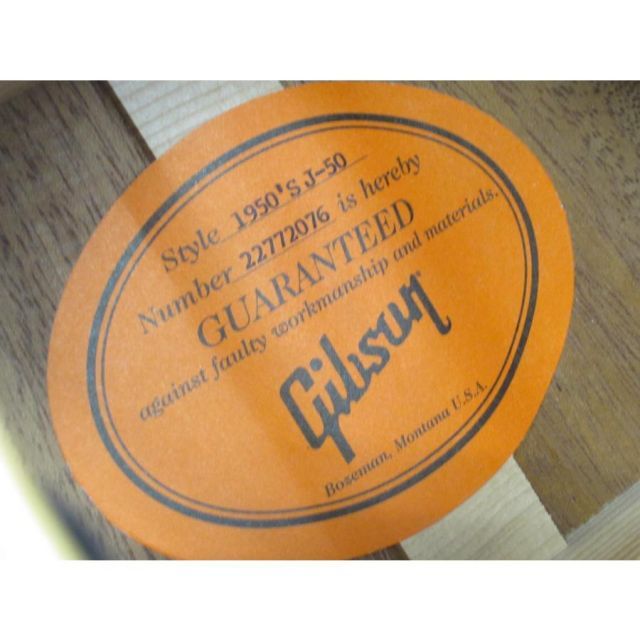 Style 1950'S J-50
Number 22772076 is hereby
GUARANTEED
against faulty workmanship and materials.
Gibson
Bozeman, Montana U.S.A.